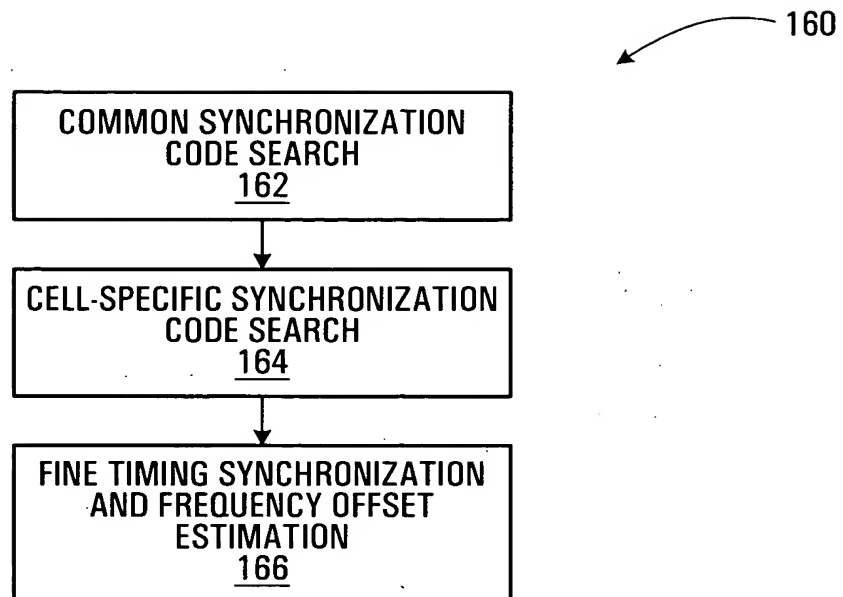 160
COMMON SYNCHRONIZATION
CODE SEARCH
162
CELL-SPECIFIC SYNCHRONIZATION
CODE SEARCH
164
FINE TIMING SYNCHRONIZATION
AND FREQUENCY OFFSET
ESTIMATION
166